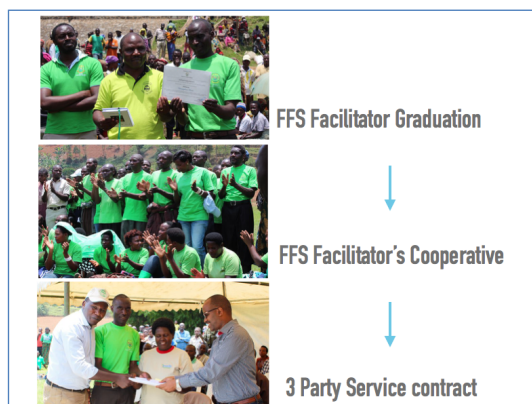 FFS Facilitator Graduation
FFS Facilitator's Cooperative
3 Party Service contract